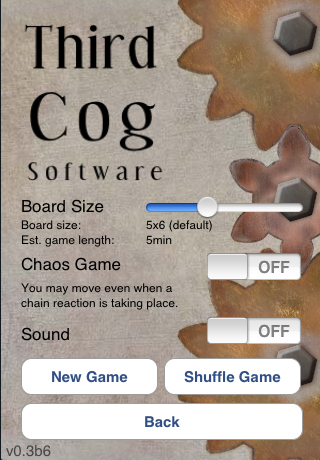 Third
Cog
Software
Board Size
Board size: 5x6 (default)
Est. game length: 5min
Chaos Game OFF
You may move even when a
chain reaction is taking place.
Sound OFF
New Game Shuffle Game
Back
v0.3b6